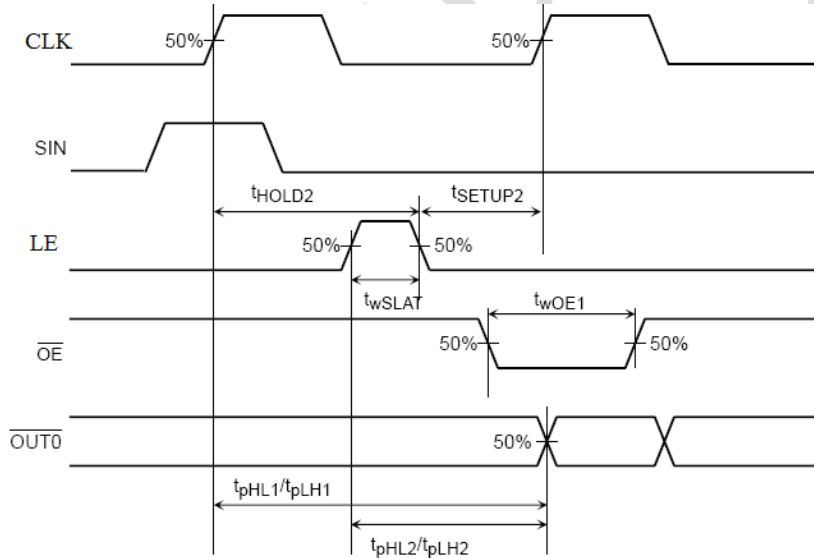 CLK
50%
50%
SIN
tHOLD2
tSETUP2
LE
50%
50%
twSLAT
twOE1
OE
50%
50%
OUT0
50%
tpHL1/tpLH1
tpHL2/tpLH2